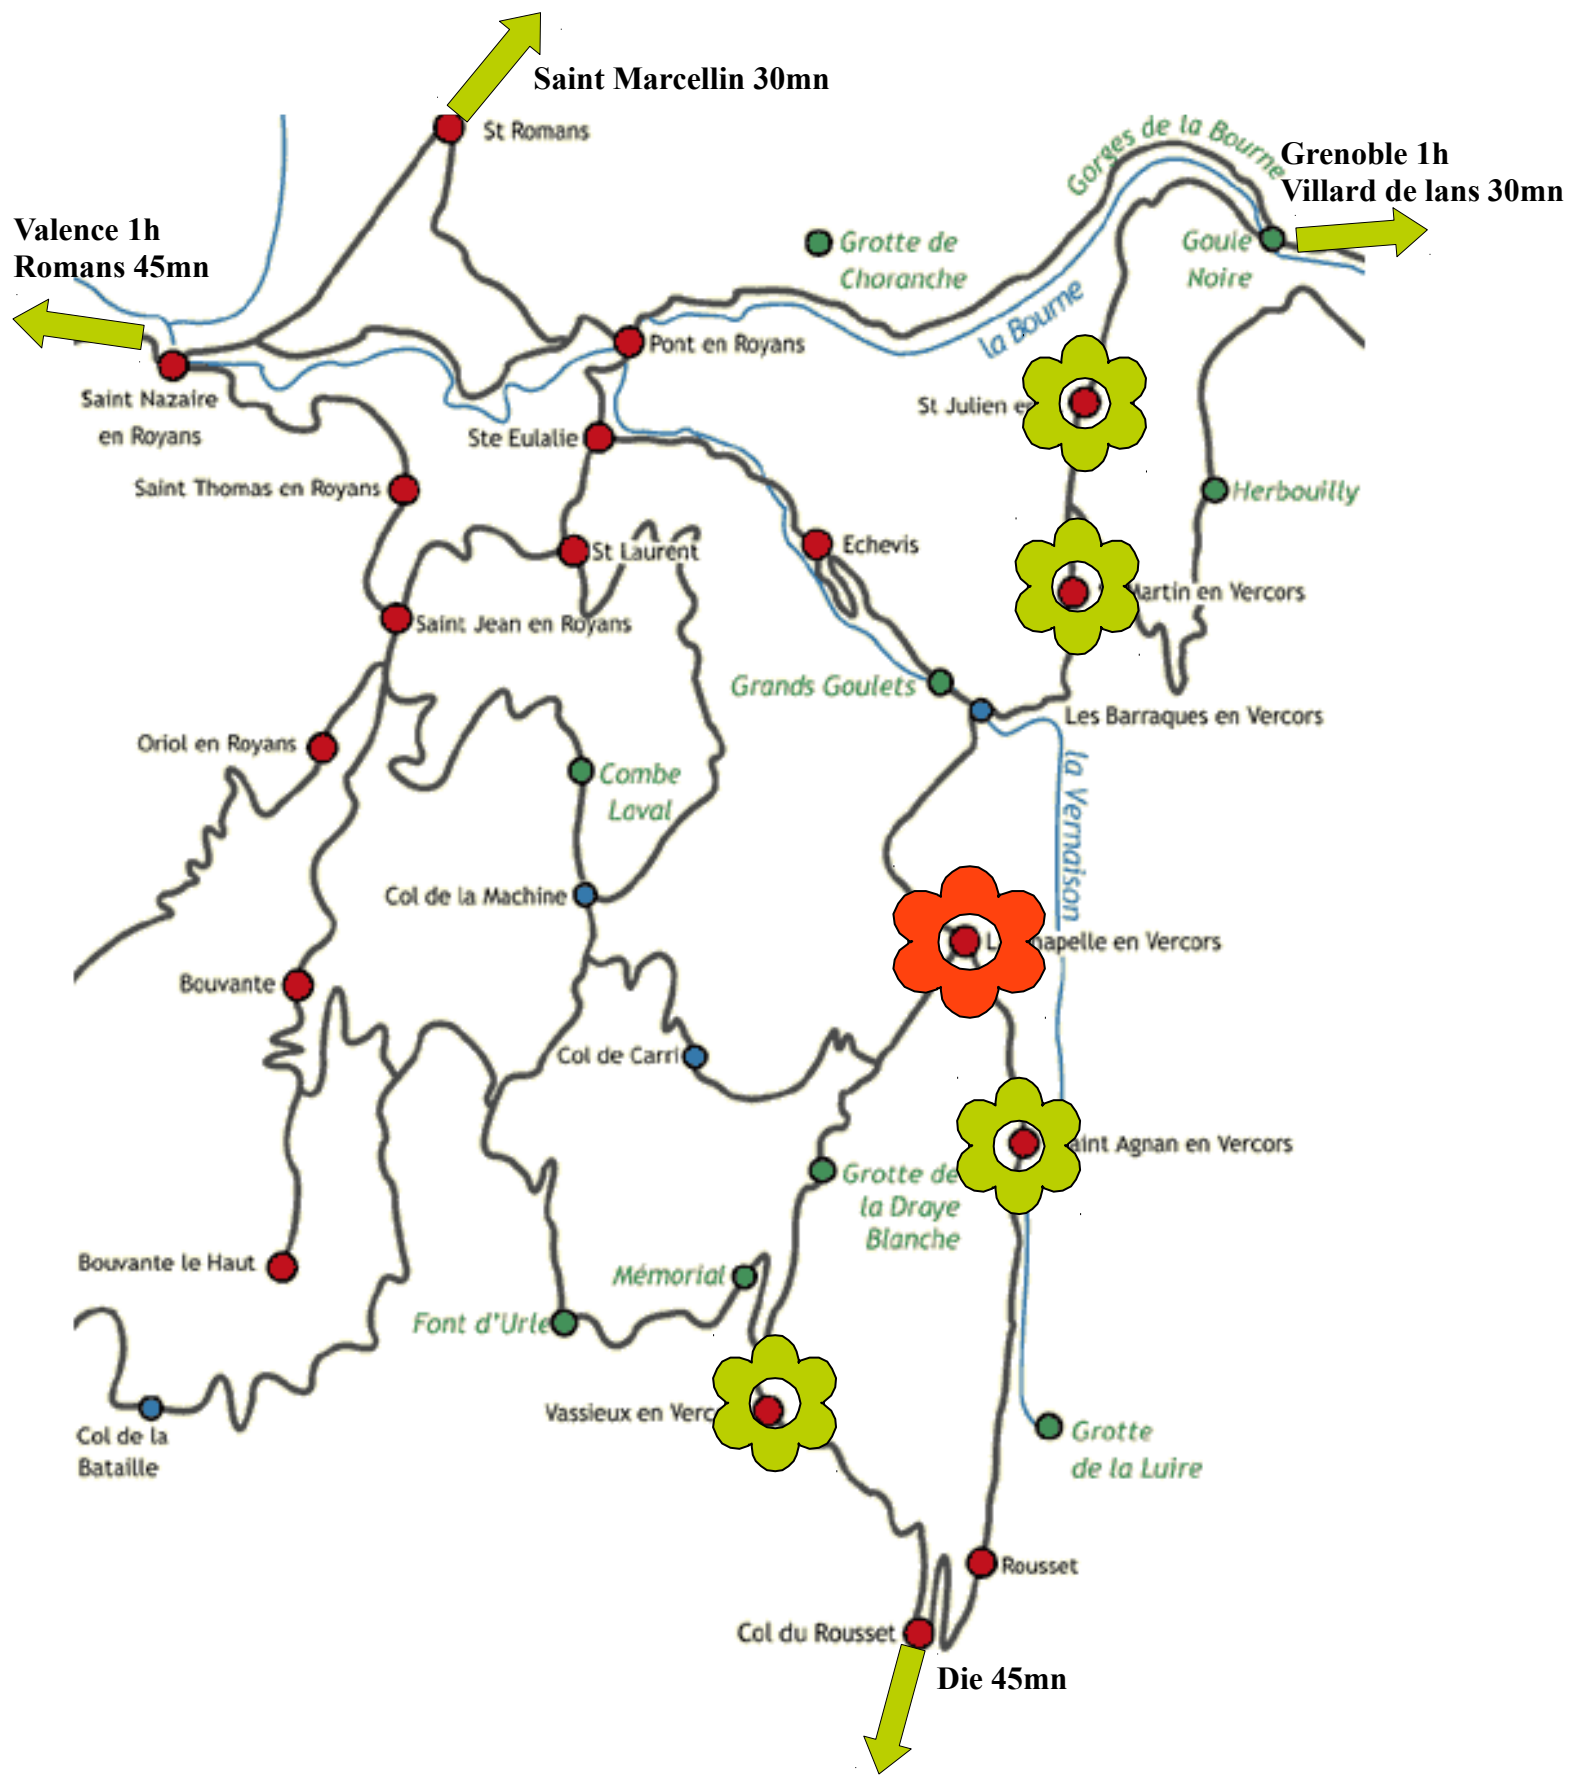 Saint Marcellin 30mn
St Romans
Gorges de la Bourne
Grenoble 1h
Villard de lans 30mn
Valence 1h
Romans 45mn
Grotte de
Choranche
Goule
Noire
la Bourne
Pont en Royans
Saint Nazaire
en Royans
St Julien
Ste Eulalie
Saint Thomas en Royans
Herbouilly
Echevis
St Laurent
Martin en Vercors
Saint Jean en Royans
Grands Goulets
Les Barraques en Vercors
Oriol en Royans
la Vernaison
Combe
Laval
Col de la Machine
en Vercors
Bouvante
Col de Carri
Agnan en Vercors
Grotte de
la Draye
Blanche
Bouvante le Haut
Mémorial
Font d'Urle
Vassieux en
Col de la
Bataille
Grotte
de la Luire
Rousset
Col du Rousset
Die 45mn